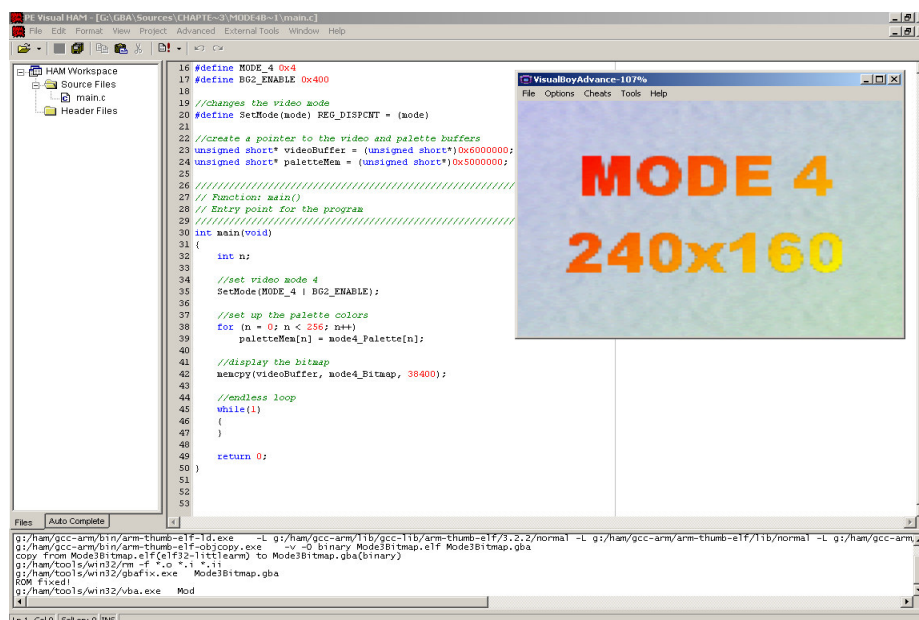 PE Visual HAM - [G:\GBA\Sources\CHAPTE~3\MODE4B~1\main.c]
File Edit Format View Project Advanced External Tools Window Help
HAM Workspace
Source Files
main.c
Header Files
Files Auto Complete
16 #define MODE_4 0x4
17 #define BG2_ENABLE 0x400
18
19 //changes the video mode
20 #define SetMode(mode) REG_DISPCNT = (mode)
21
22 //create a pointer to the video and palette buffers
23 unsigned short* videoBuffer = (unsigned short*)0x6000000;
24 unsigned short* paletteMem = (unsigned short*)0x5000000;
25
26 ////////////////////////////////////////////////////////
27 // Function: main()
28 // Entry point for the program
29 ////////////////////////////////////////////////////////
30 int main(void)
31 {
32 int n;
33
34 //set video mode 4
35 SetMode(MODE_4 | BG2_ENABLE);
36
37 //set up the palette colors
38 for (n = 0; n < 256; n++)
39 paletteMem[n] = mode4_Palette[n];
40
41 //display the bitmap
42 memcpy(videoBuffer, mode4_Bitmap, 38400);
43
44 //endless loop
45 while(1)
46 {
47 }
48
49 return 0;
50 }
51
52
53
VisualBoyAdvance-107%
File Options Cheats Tools Help
MODE 4
240x160
g:/ham/gcc-arm/bin/arm-thumb-elf-ld.exe -L g:/ham/gcc-arm/lib/gcc-lib/arm-thumb-elf/3.2.2/normal -L g:/ham/gcc-arm/arm-thumb-elf/lib/normal -L g:/ham/gcc-arm,
g:/ham/gcc-arm/bin/arm-thumb-elf-objcopy.exe -v -O binary Mode3Bitmap.elf Mode3Bitmap.gba
copy from Mode3Bitmap.elf(elf32-littlearm) to Mode3Bitmap.gba(binary)
g:/ham/tools/win32/rm -f *.o *.i *.ii
g:/ham/tools/win32/gbafix.exe Mode3Bitmap.gba
ROM fixed!
g:/ham/tools/win32/vba.exe Mod